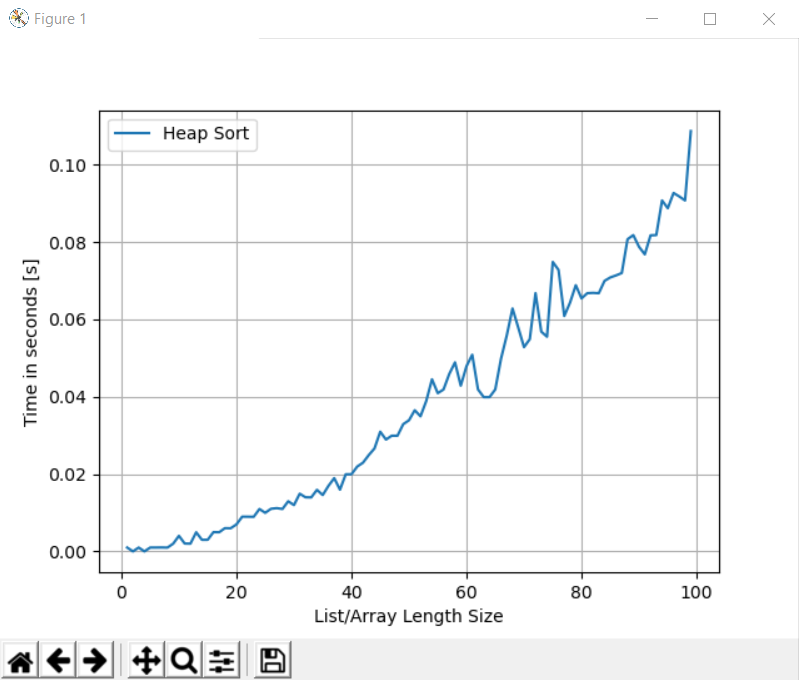 Figure 1
Heap Sort
0.10
0.08
0.06
0.04
0.02
0.00
Time in seconds [s]
0 20 40 60 80 100
List/Array Length Size